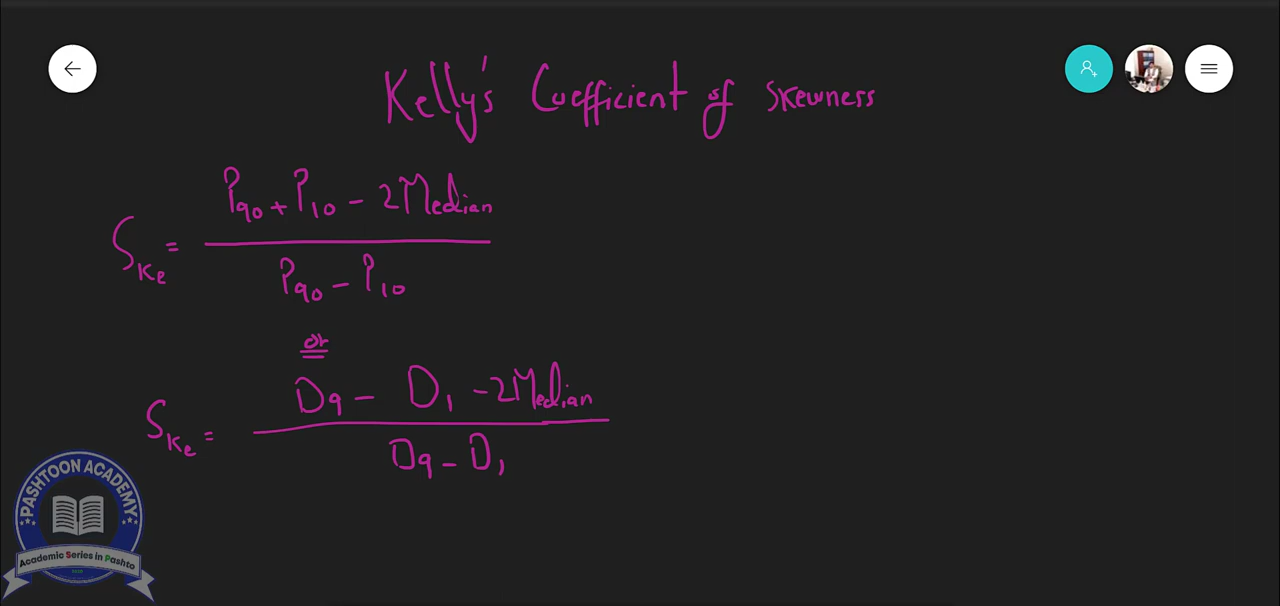 Kelly's Coefficient of Skewness
P90 + P10 - 2Median
SKe =
P90 - P10
or
D9 - D1 - 2Median
SKe =
D9 - D1
PASHTOON ACADEMY
Academic Series in Pashto